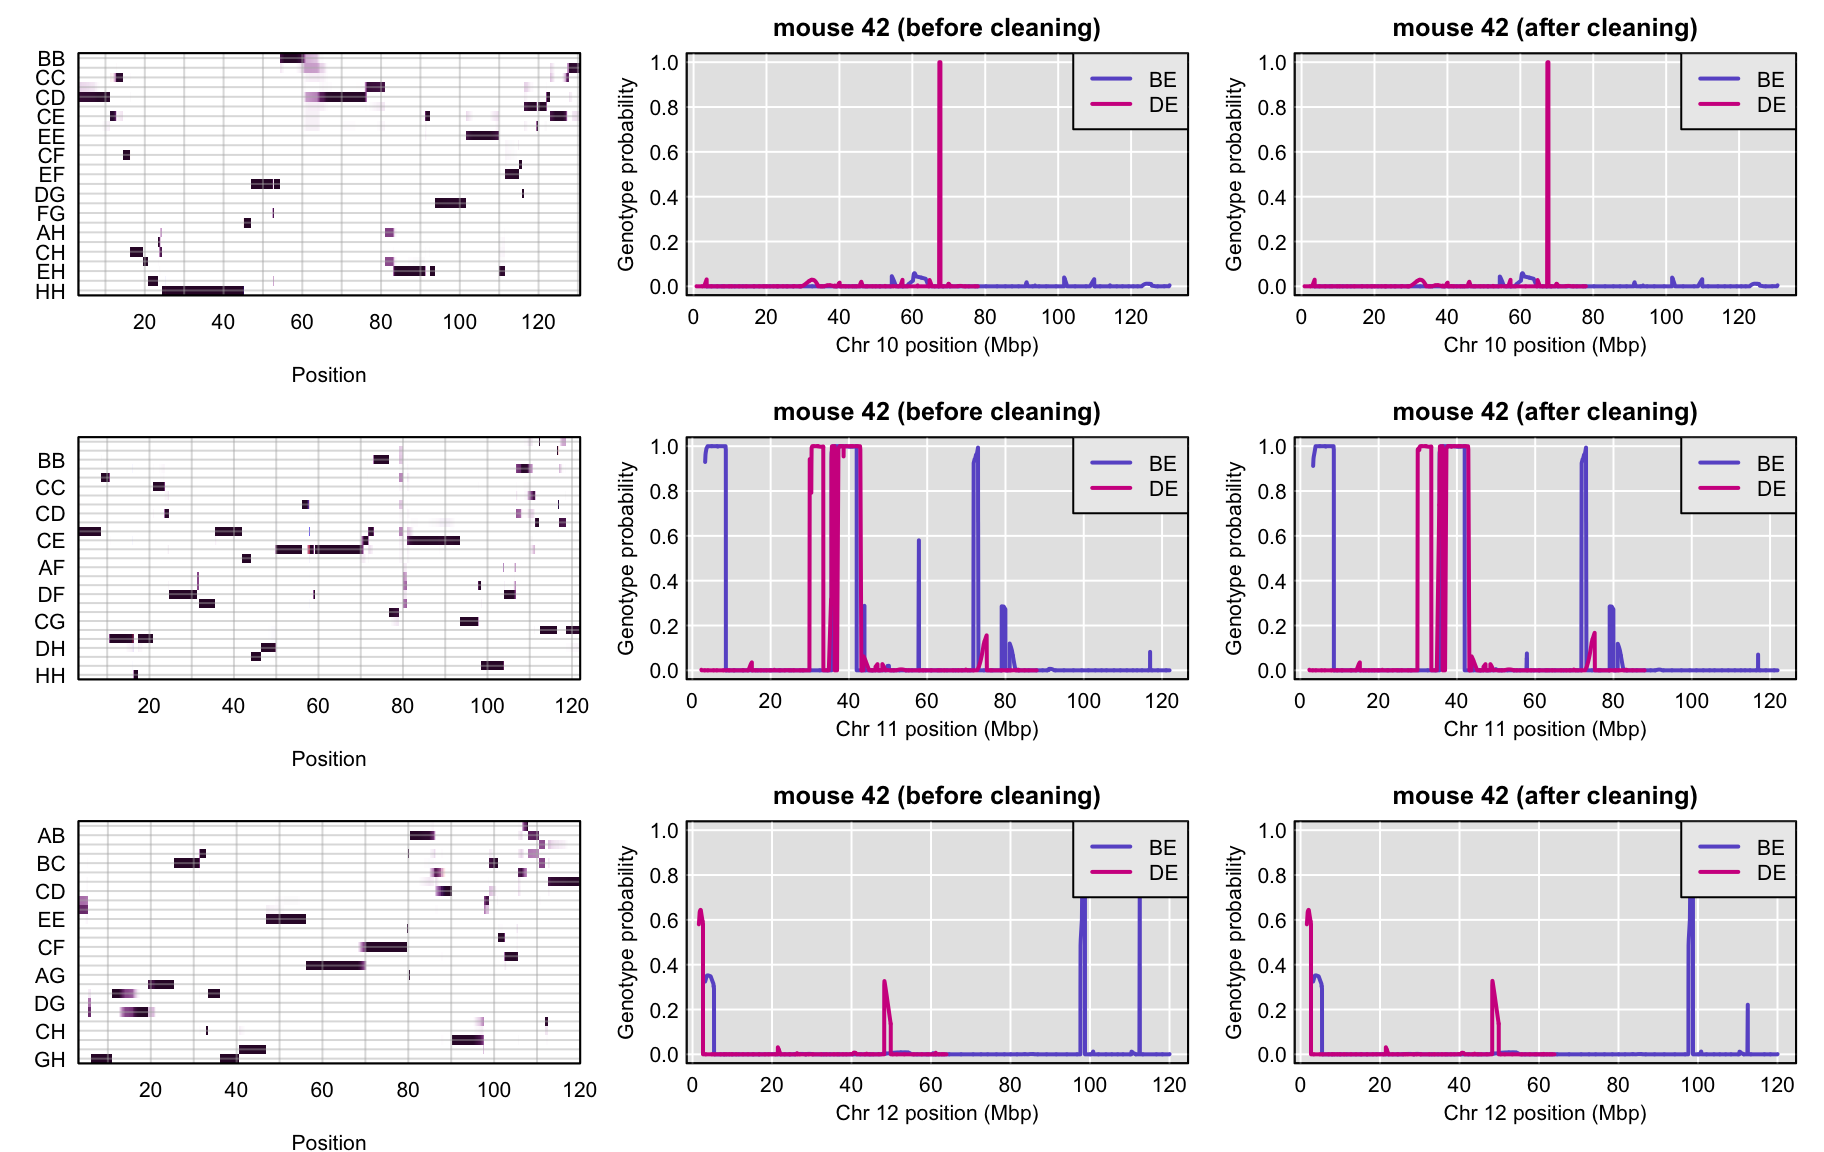 BB
CC
CD
CE
EE
CF
EF
DG
FG
AH
CH
EH
HH
20 40 60 80 100 120
Position
mouse 42 (before cleaning)
Genotype probability
1.0
0.8
0.6
0.4
0.2
0.0
BE
DE
0 20 40 60 80 100 120
Chr 10 position (Mbp)
mouse 42 (after cleaning)
Genotype probability
1.0
0.8
0.6
0.4
0.2
0.0
BE
DE
0 20 40 60 80 100 120
Chr 10 position (Mbp)
BB
CC
CD
CE
AF
DF
CG
DH
HH
20 40 60 80 100 120
Position
mouse 42 (before cleaning)
Genotype probability
1.0
0.8
0.6
0.4
0.2
0.0
BE
DE
0 20 40 60 80 100 120
Chr 11 position (Mbp)
mouse 42 (after cleaning)
Genotype probability
1.0
0.8
0.6
0.4
0.2
0.0
BE
DE
0 20 40 60 80 100 120
Chr 11 position (Mbp)
AB
BC
CD
EE
CF
AG
DG
CH
GH
20 40 60 80 100 120
Position
mouse 42 (before cleaning)
Genotype probability
1.0
0.8
0.6
0.4
0.2
0.0
BE
DE
0 20 40 60 80 100 120
Chr 12 position (Mbp)
mouse 42 (after cleaning)
Genotype probability
1.0
0.8
0.6
0.4
0.2
0.0
BE
DE
0 20 40 60 80 100 120
Chr 12 position (Mbp)